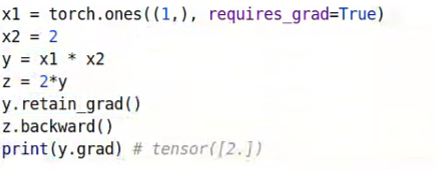 x1 = torch.ones((1,), requires_grad=True)
x2 = 2
y = x1 * x2
z = 2*y
y.retain_grad()
z.backward()
print(y.grad) # tensor([2.])